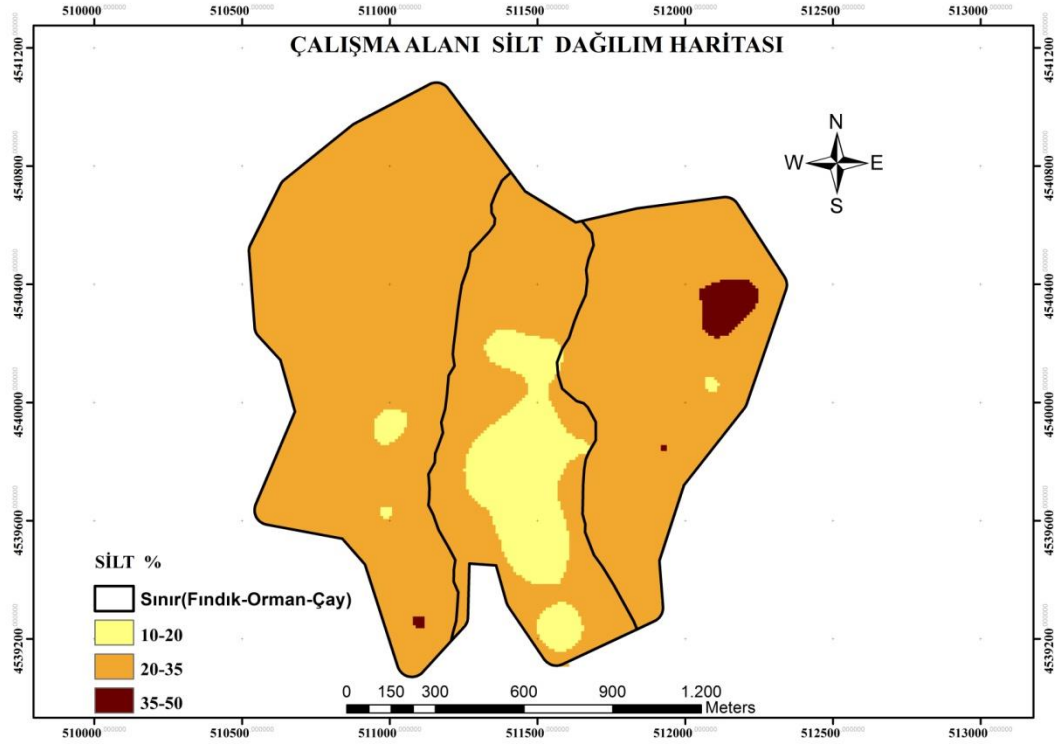 510000 510500 511000 511500 512000 512500 513000
ÇALIŞMA ALANI SİLT DAĞILIM HARİTASI
4541200 4541200
N
W E
S
4540800 4540800
4540400 4540400
4540000 4540000
4539600 4539600
4539200 4539200
SİLT %
Sınır(Fındık-Orman-Çay)
10-20
20-35
35-50
0 150 300 600 900 1.200
Meters
510000 510500 511000 511500 512000 512500 513000